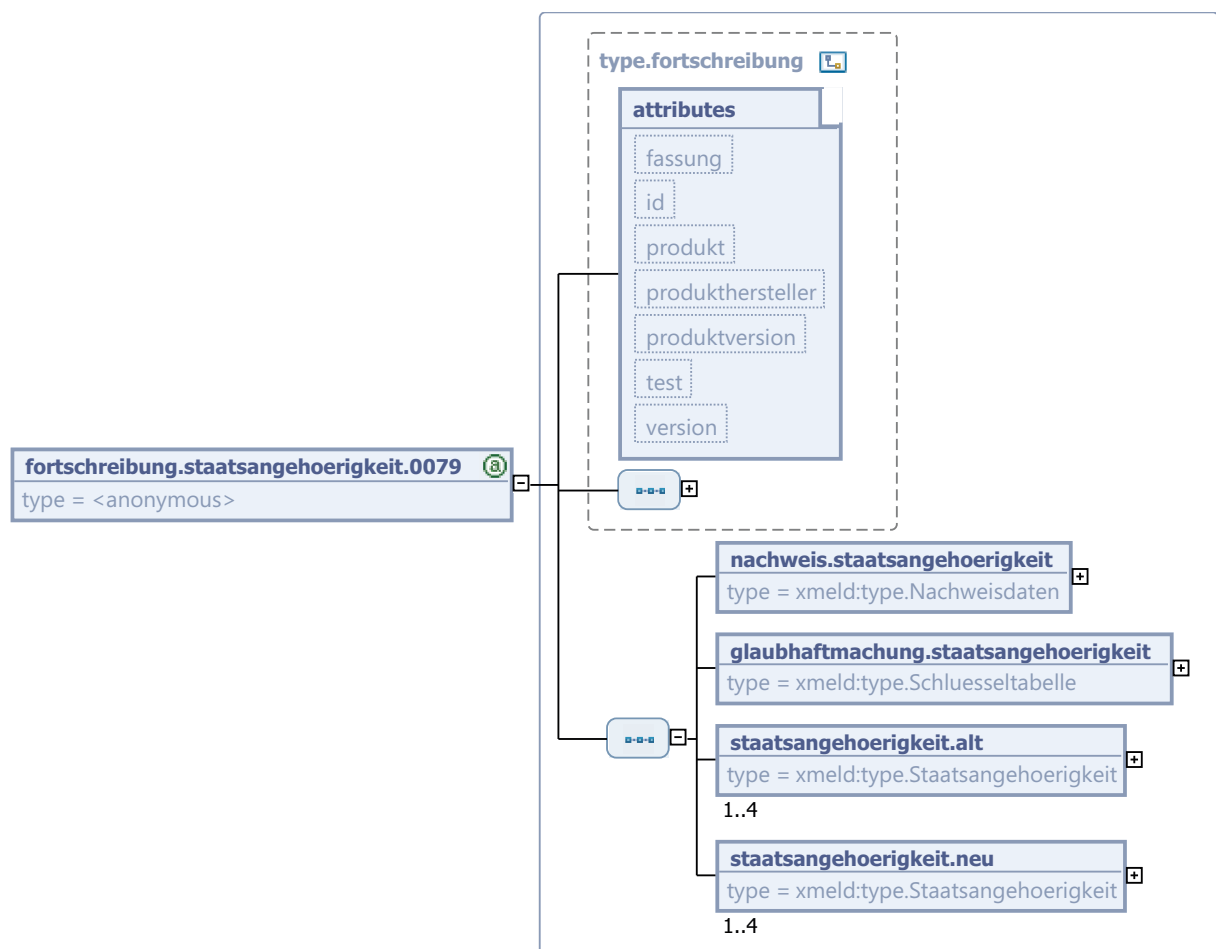 type.fortschreibung
attributes
fassung
id
produkt
produkthersteller
produktversion
test
version
fortschreibung.staatsangehoerigkeit.0079
type = <anonymous>
nachweis.staatsangehoerigkeit
type = xmeld:type.Nachweisdaten
glaubhaftmachung.staatsangehoerigkeit
type = xmeld:type.Schluesseltabelle
staatsangehoerigkeit.alt
type = xmeld:type.Staatsangehoerigkeit
1..4
staatsangehoerigkeit.neu
type = xmeld:type.Staatsangehoerigkeit
1..4